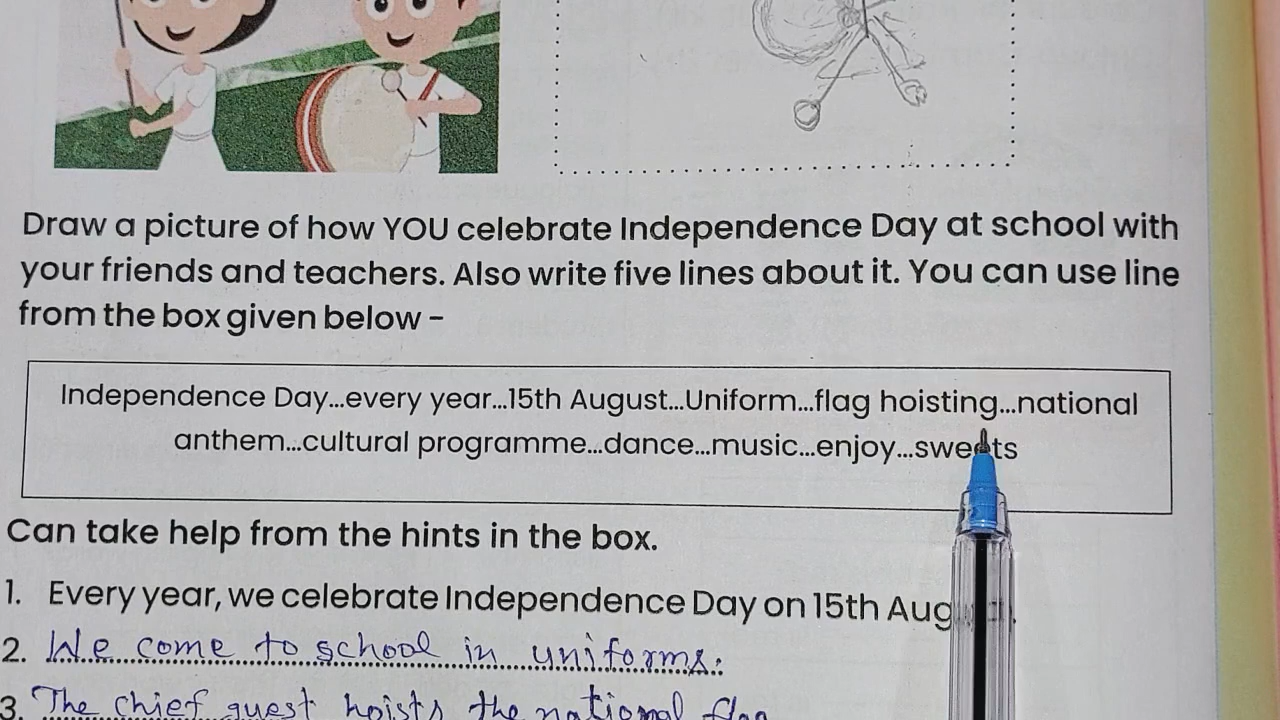 Draw a picture of how YOU celebrate Independence Day at school with
your friends and teachers. Also write five lines about it. You can use line
from the box given below -
Independence Day...every year...15th August...Uniform...flag hoisting...national
anthem...cultural programme...dance...music...enjoy...sweets
Can take help from the hints in the box.
1. Every year, we celebrate Independence Day on 15th August.
2. We come to school in uniforms.
3. The chief guest hoists the national flag